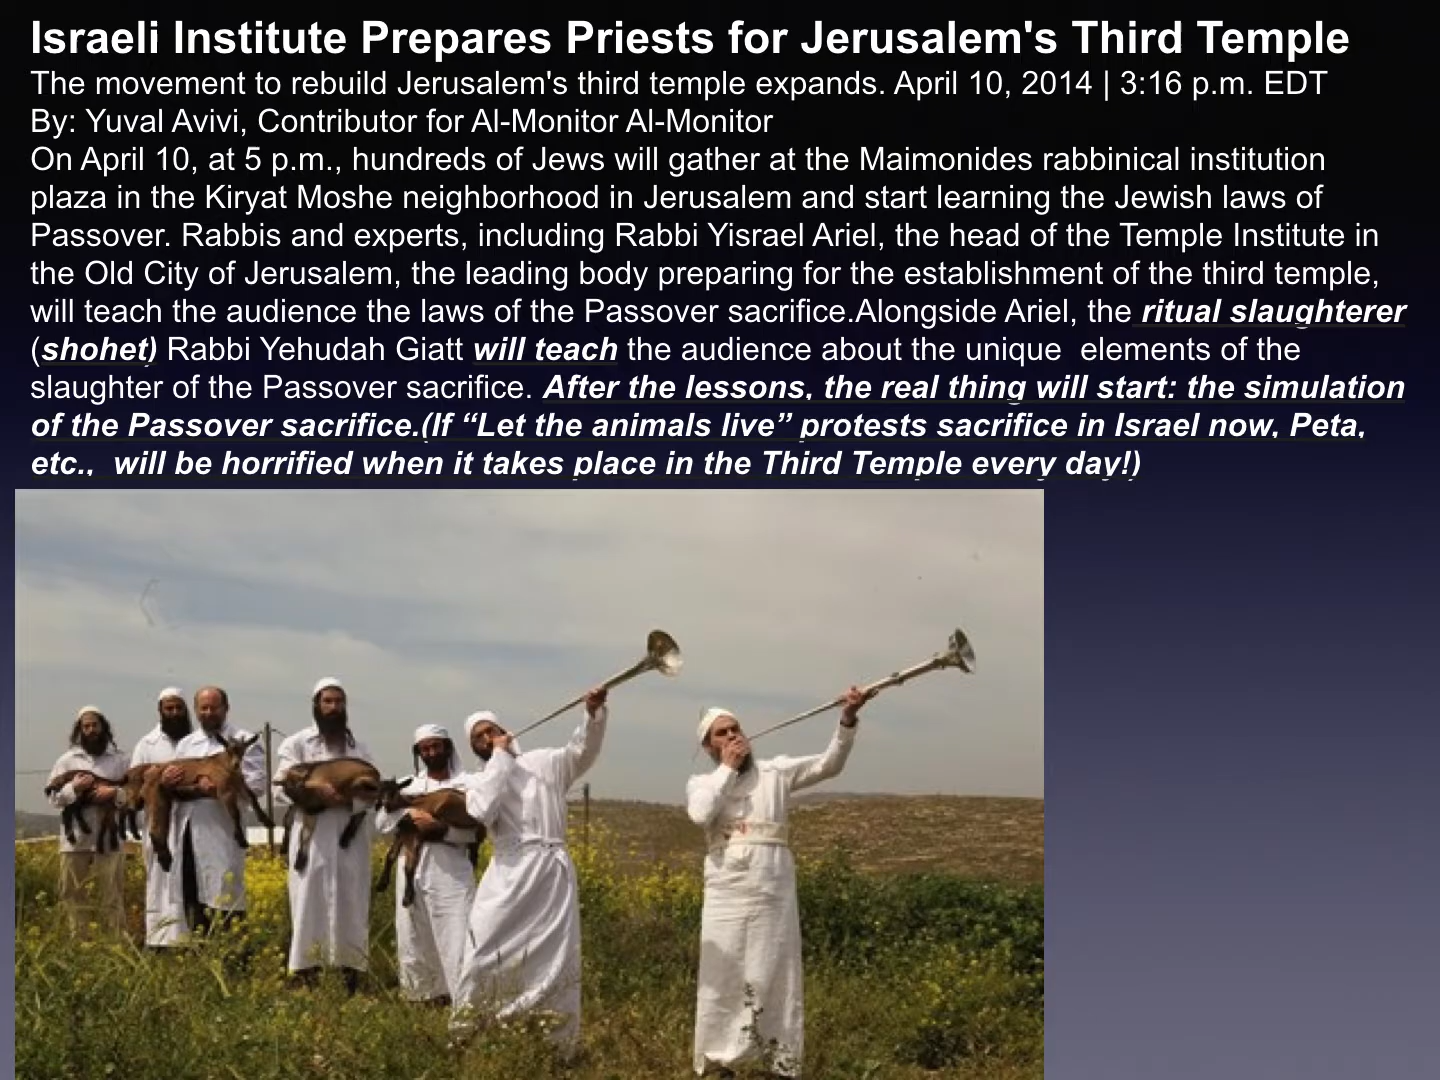 Israeli Institute Prepares Priests for Jerusalem's Third Temple
The movement to rebuild Jerusalem's third temple expands. April 10, 2014 | 3:16 p.m. EDT
By: Yuval Avivi, Contributor for Al-Monitor Al-Monitor
On April 10, at 5 p.m., hundreds of Jews will gather at the Maimonides rabbinical institution
plaza in the Kiryat Moshe neighborhood in Jerusalem and start learning the Jewish laws of
Passover. Rabbis and experts, including Rabbi Yisrael Ariel, the head of the Temple Institute in
the Old City of Jerusalem, the leading body preparing for the establishment of the third temple,
will teach the audience the laws of the Passover sacrifice.Alongside Ariel, the ritual slaughterer
(shohet) Rabbi Yehudah Giatt will teach the audience about the unique  elements of the
slaughter of the Passover sacrifice. After the lessons, the real thing will start: the simulation
of the Passover sacrifice.(If “Let the animals live” protests sacrifice in Israel now, Peta,
etc.,  will be horrified when it takes place in the Third Temple every day!)